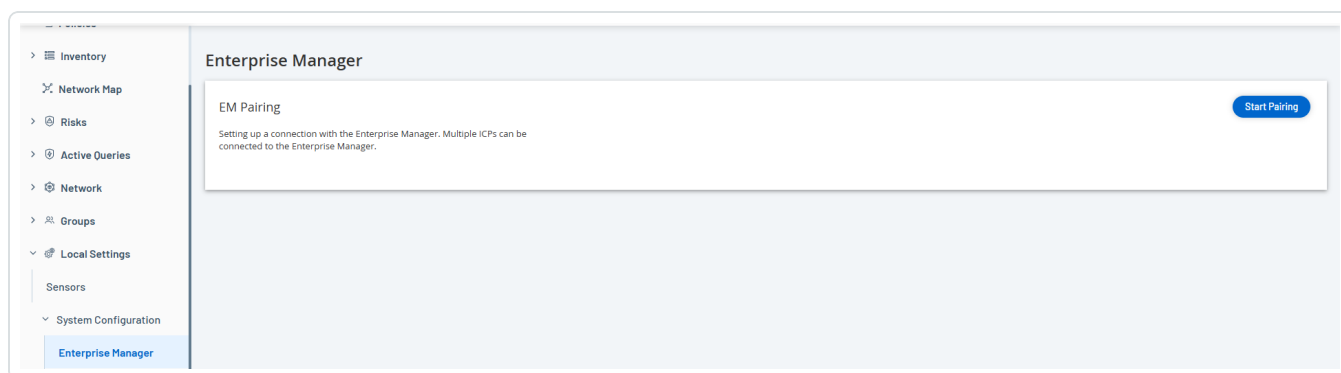 Inventory
Network Map
Risks
Active Queries
Network
Groups
Local Settings
Sensors
System Configuration
Enterprise Manager
Enterprise Manager
EM Pairing
Start Pairing
Setting up a connection with the Enterprise Manager. Multiple ICPs can be
connected to the Enterprise Manager.